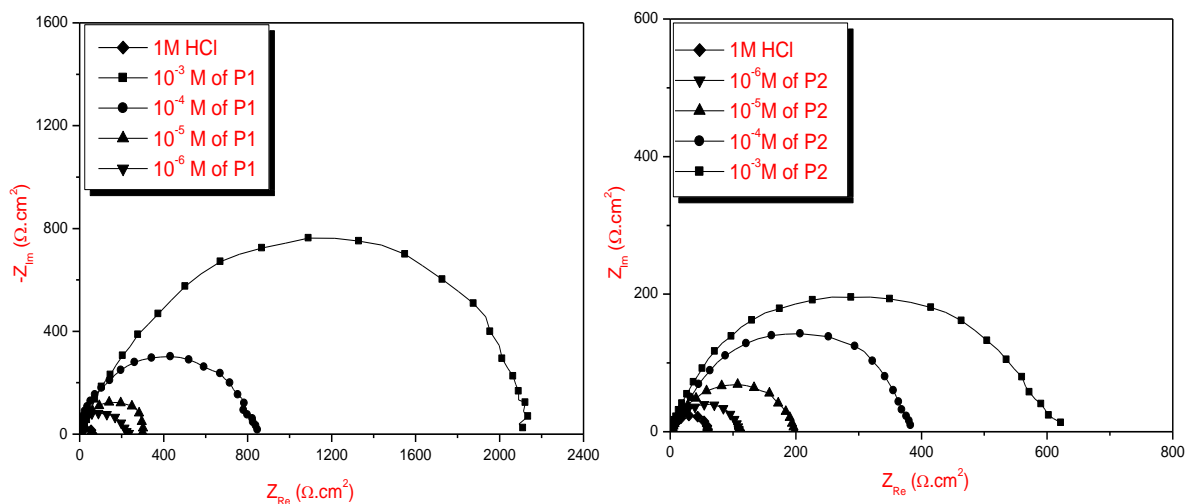 1600
1200
800
400
0
-Z_Im (Ω.cm²)
1M HCl
10⁻³ M of P1
10⁻⁴ M of P1
10⁻⁵ M of P1
10⁻⁶ M of P1
0 400 800 1200 1600 2000 2400
Z_Re (Ω.cm²)
600
400
200
0
Z_Im (Ω.cm²)
1M HCl
10⁻⁶M of P2
10⁻⁵M of P2
10⁻⁴M of P2
10⁻³M of P2
0 200 400 600 800
Z_Re (Ω.cm²)